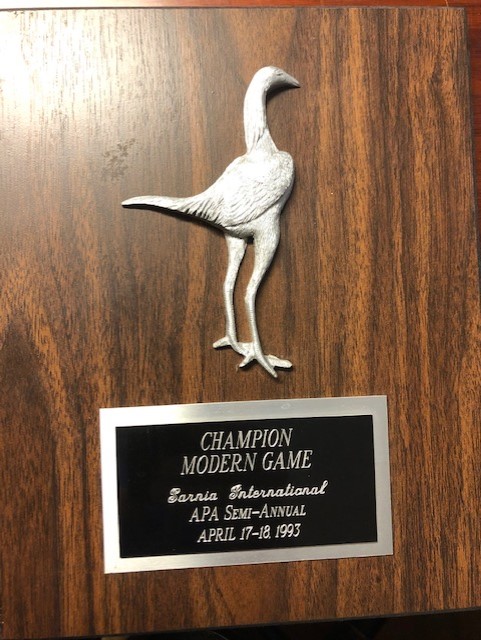 CHAMPION
MODERN GAME
Sarnia International
APA SEMI-ANNUAL
APRIL 17-18, 1993